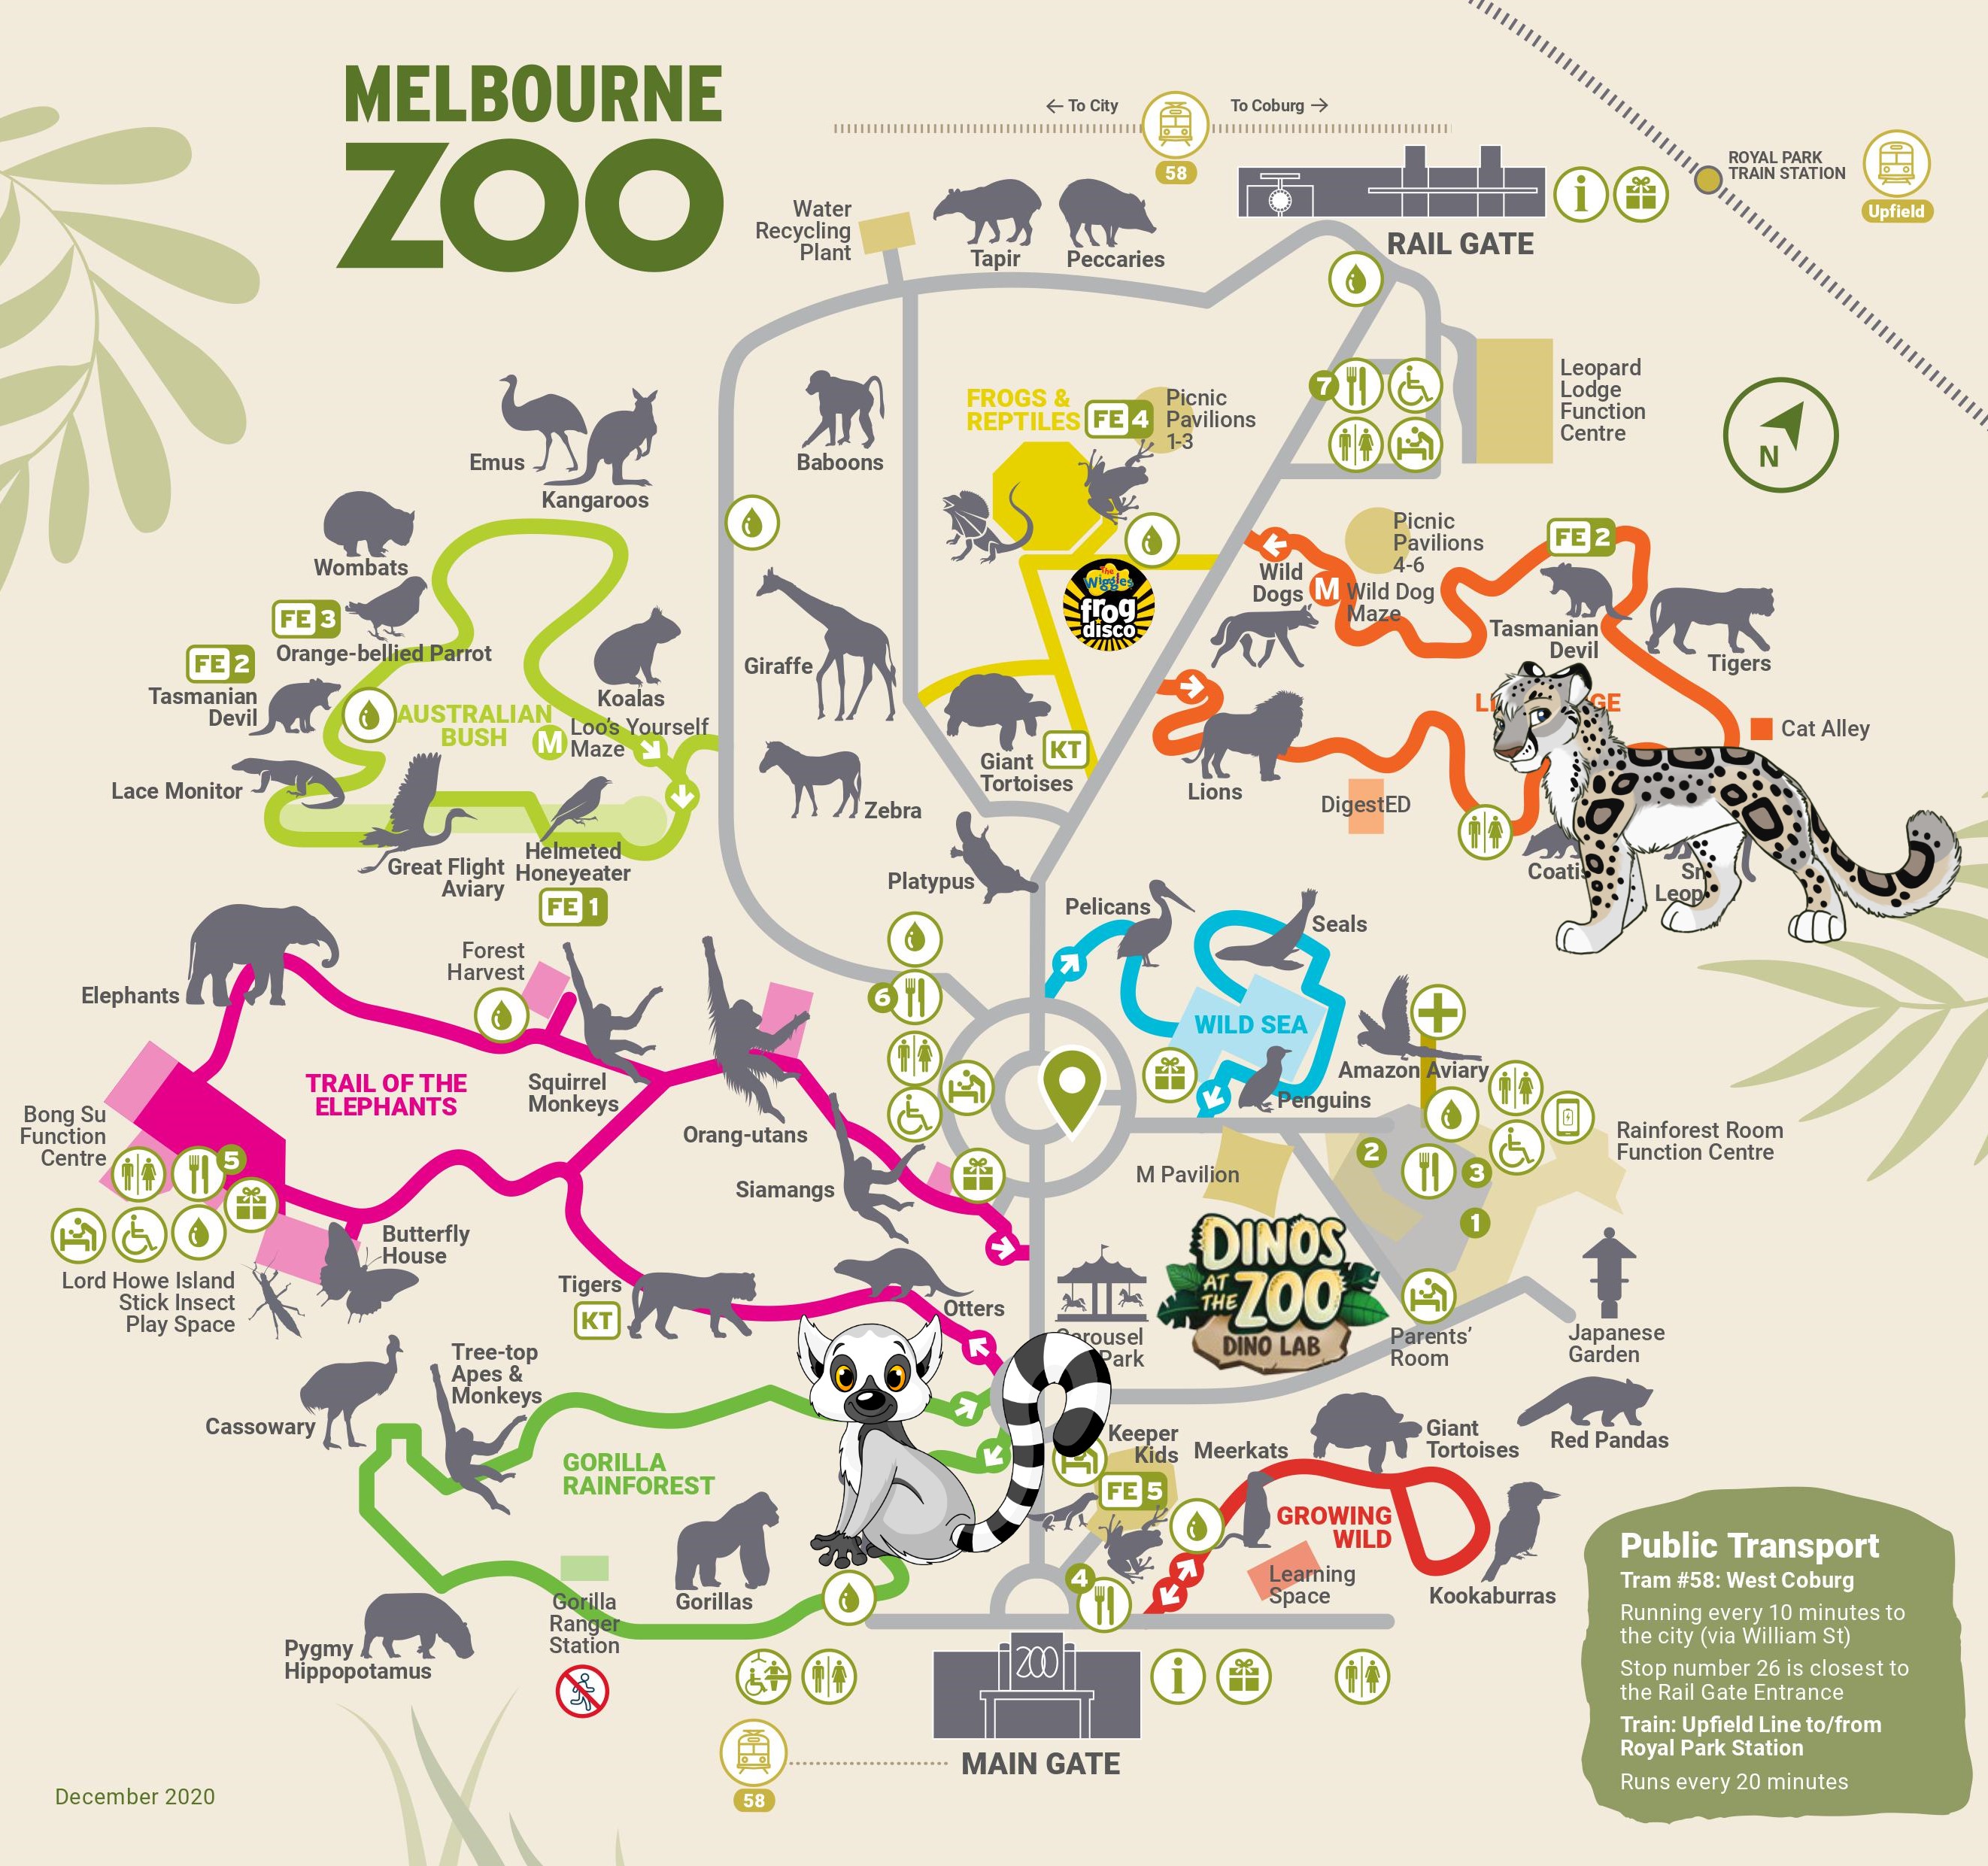 MELBOURNE
ZOO
To City
To Coburg
58
ROYAL PARK
TRAIN STATION
Upfield
RAIL GATE
Water
Recycling
Plant
Tapir
Peccaries
7
Leopard
Lodge
Function
Centre
N
Emus
Kangaroos
Baboons
FROGS &
REPTILES
FE 4
Picnic
Pavilions
1-3
Wombats
FE 3
Orange-bellied Parrot
FE 2
Tasmanian
Devil
Koalas
AUSTRALIAN
BUSH
M
Loo's Yourself
Maze
Lace Monitor
Great Flight
Aviary
Helmeted
Honeyeater
FE 1
Giraffe
Zebra
The
Wiggles
frog
disco
Giant
Tortoises
KT
Platypus
Picnic
Pavilions
4-6
FE 2
Wild
Dogs
M
Wild Dog
Maze
Tasmanian
Devil
Tigers
Cat Alley
Lions
DigestED
Coatis
Elephants
Forest
Harvest
TRAIL OF THE
ELEPHANTS
Squirrel
Monkeys
Orang-utans
Siamangs
Bong Su
Function
Centre
5
Butterfly
House
Lord Howe Island
Stick Insect
Play Space
Tigers
KT
Otters
6
Pelicans
Seals
WILD SEA
Penguins
Amazon Aviary
M Pavilion
2
3
1
Rainforest Room
Function Centre
DINOS
AT
THE
ZOO
DINO LAB
Carousel
Park
Parents'
Room
Japanese
Garden
Cassowary
Tree-top
Apes &
Monkeys
GORILLA
RAINFOREST
Gorillas
Gorilla
Ranger
Station
Pygmy
Hippopotamus
Keeper
Kids
FE 5
4
Meerkats
Giant
Tortoises
Red Pandas
GROWING
WILD
Learning
Space
Kookaburras
ZOO
MAIN GATE
58
Public Transport
Tram #58: West Coburg
Running every 10 minutes to
the city (via William St)
Stop number 26 is closest to
the Rail Gate Entrance
Train: Upfield Line to/from
Royal Park Station
Runs every 20 minutes
December 2020